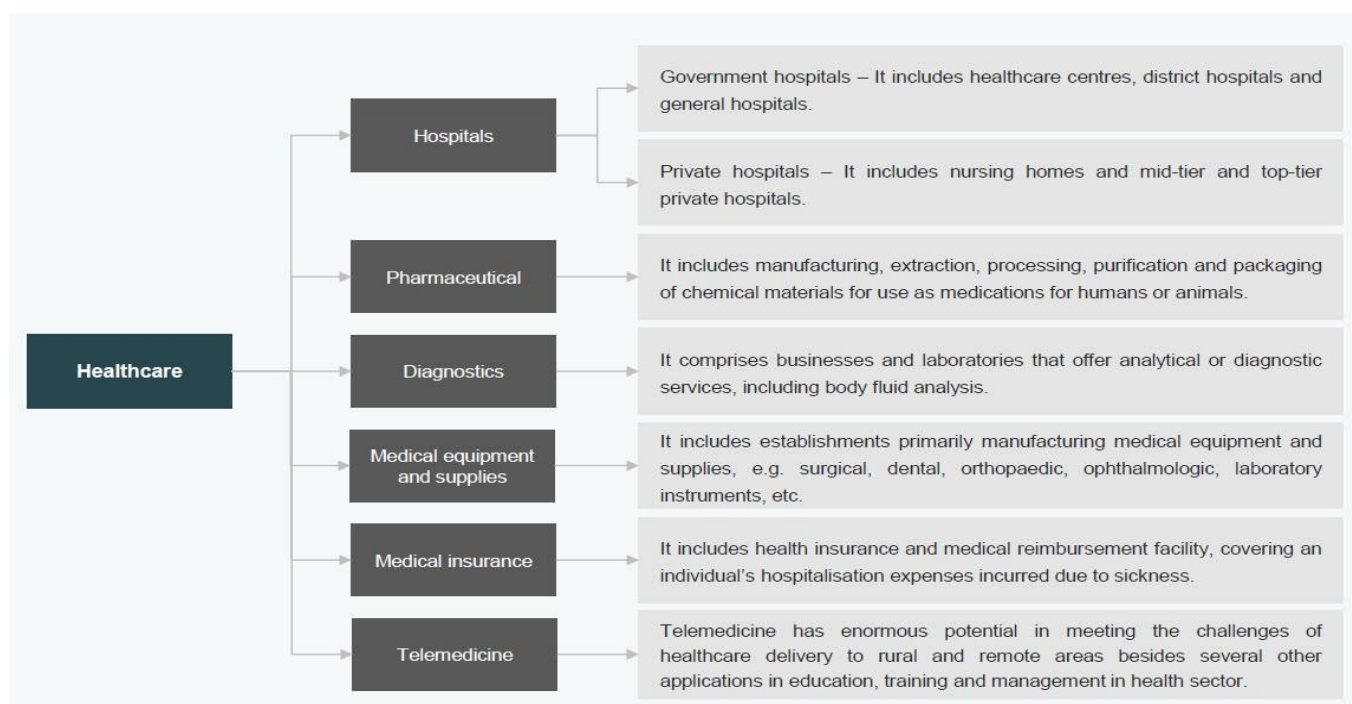 Healthcare
Hospitals
Government hospitals – It includes healthcare centres, district hospitals and
general hospitals.
Private hospitals – It includes nursing homes and mid-tier and top-tier
private hospitals.
Pharmaceutical
It includes manufacturing, extraction, processing, purification and packaging
of chemical materials for use as medications for humans or animals.
Diagnostics
It comprises businesses and laboratories that offer analytical or diagnostic
services, including body fluid analysis.
Medical equipment
and supplies
It includes establishments primarily manufacturing medical equipment and
supplies, e.g. surgical, dental, orthopaedic, ophthalmologic, laboratory
instruments, etc.
Medical insurance
It includes health insurance and medical reimbursement facility, covering an
individual’s hospitalisation expenses incurred due to sickness.
Telemedicine
Telemedicine has enormous potential in meeting the challenges of
healthcare delivery to rural and remote areas besides several other
applications in education, training and management in health sector.